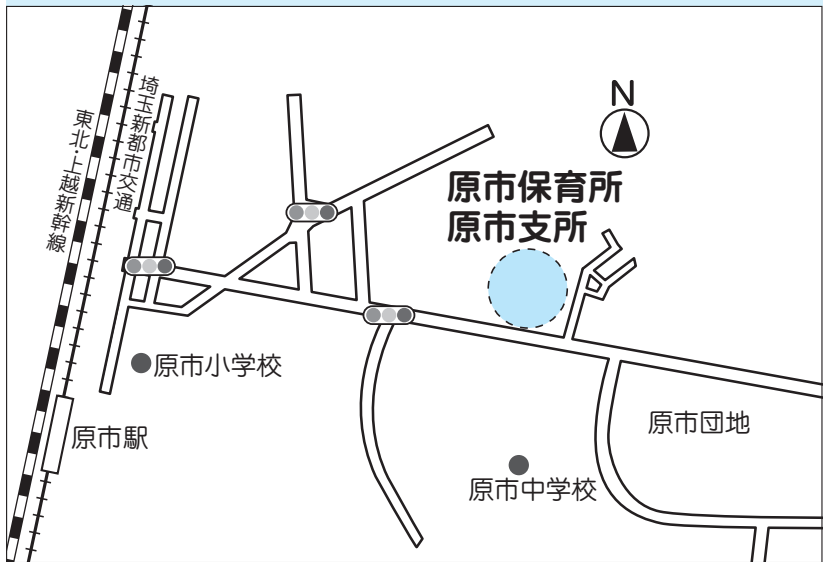 埼玉新都市交通
東北・上越新幹線
N
原市保育所
原市支所
原市小学校
原市駅
原市団地
原市中学校